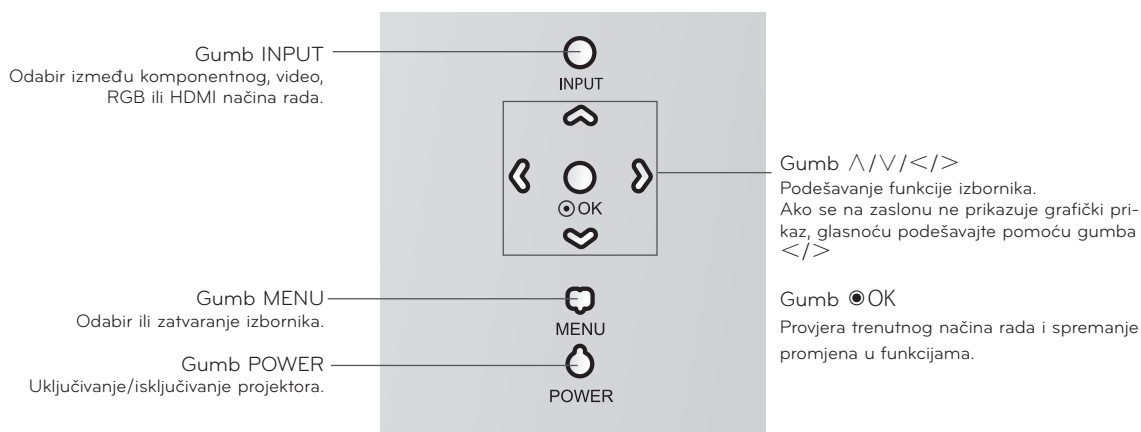 Gumb INPUT
Odabir između komponentnog, video,
RGB ili HDMI načina rada.
INPUT
◉OK
Gumb ∧/∨/</>
Podešavanje funkcije izbornika.
Ako se na zaslonu ne prikazuje grafički pri-
kaz, glasnoću podešavajte pomoću gumba
</>
Gumb ◉OK
Provjera trenutnog načina rada i spremanje
promjena u funkcijama.
Gumb MENU
Odabir ili zatvaranje izbornika.
MENU
Gumb POWER
Uključivanje/isključivanje projektora.
POWER